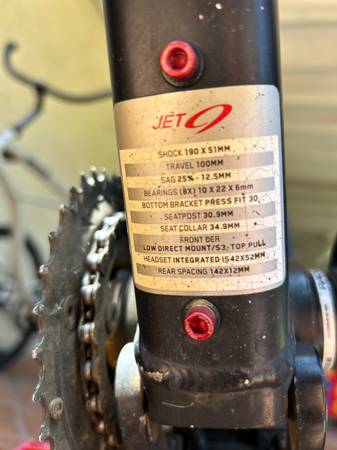 JET 9
SHOCK 190 X 51MM
TRAVEL 100MM
SAG 25% - 12.5MM
BEARINGS (8X) 10 X 22 X 6mm
BOTTOM BRACKET PRESS FIT 30
SEATPOST 30.9MM
SEAT COLLAR 34.9MM
FRONT DER
LOW DIRECT MOUNT/S3, TOP PULL
HEADSET INTEGRATED IS42X52MM
REAR SPACING 142X12MM